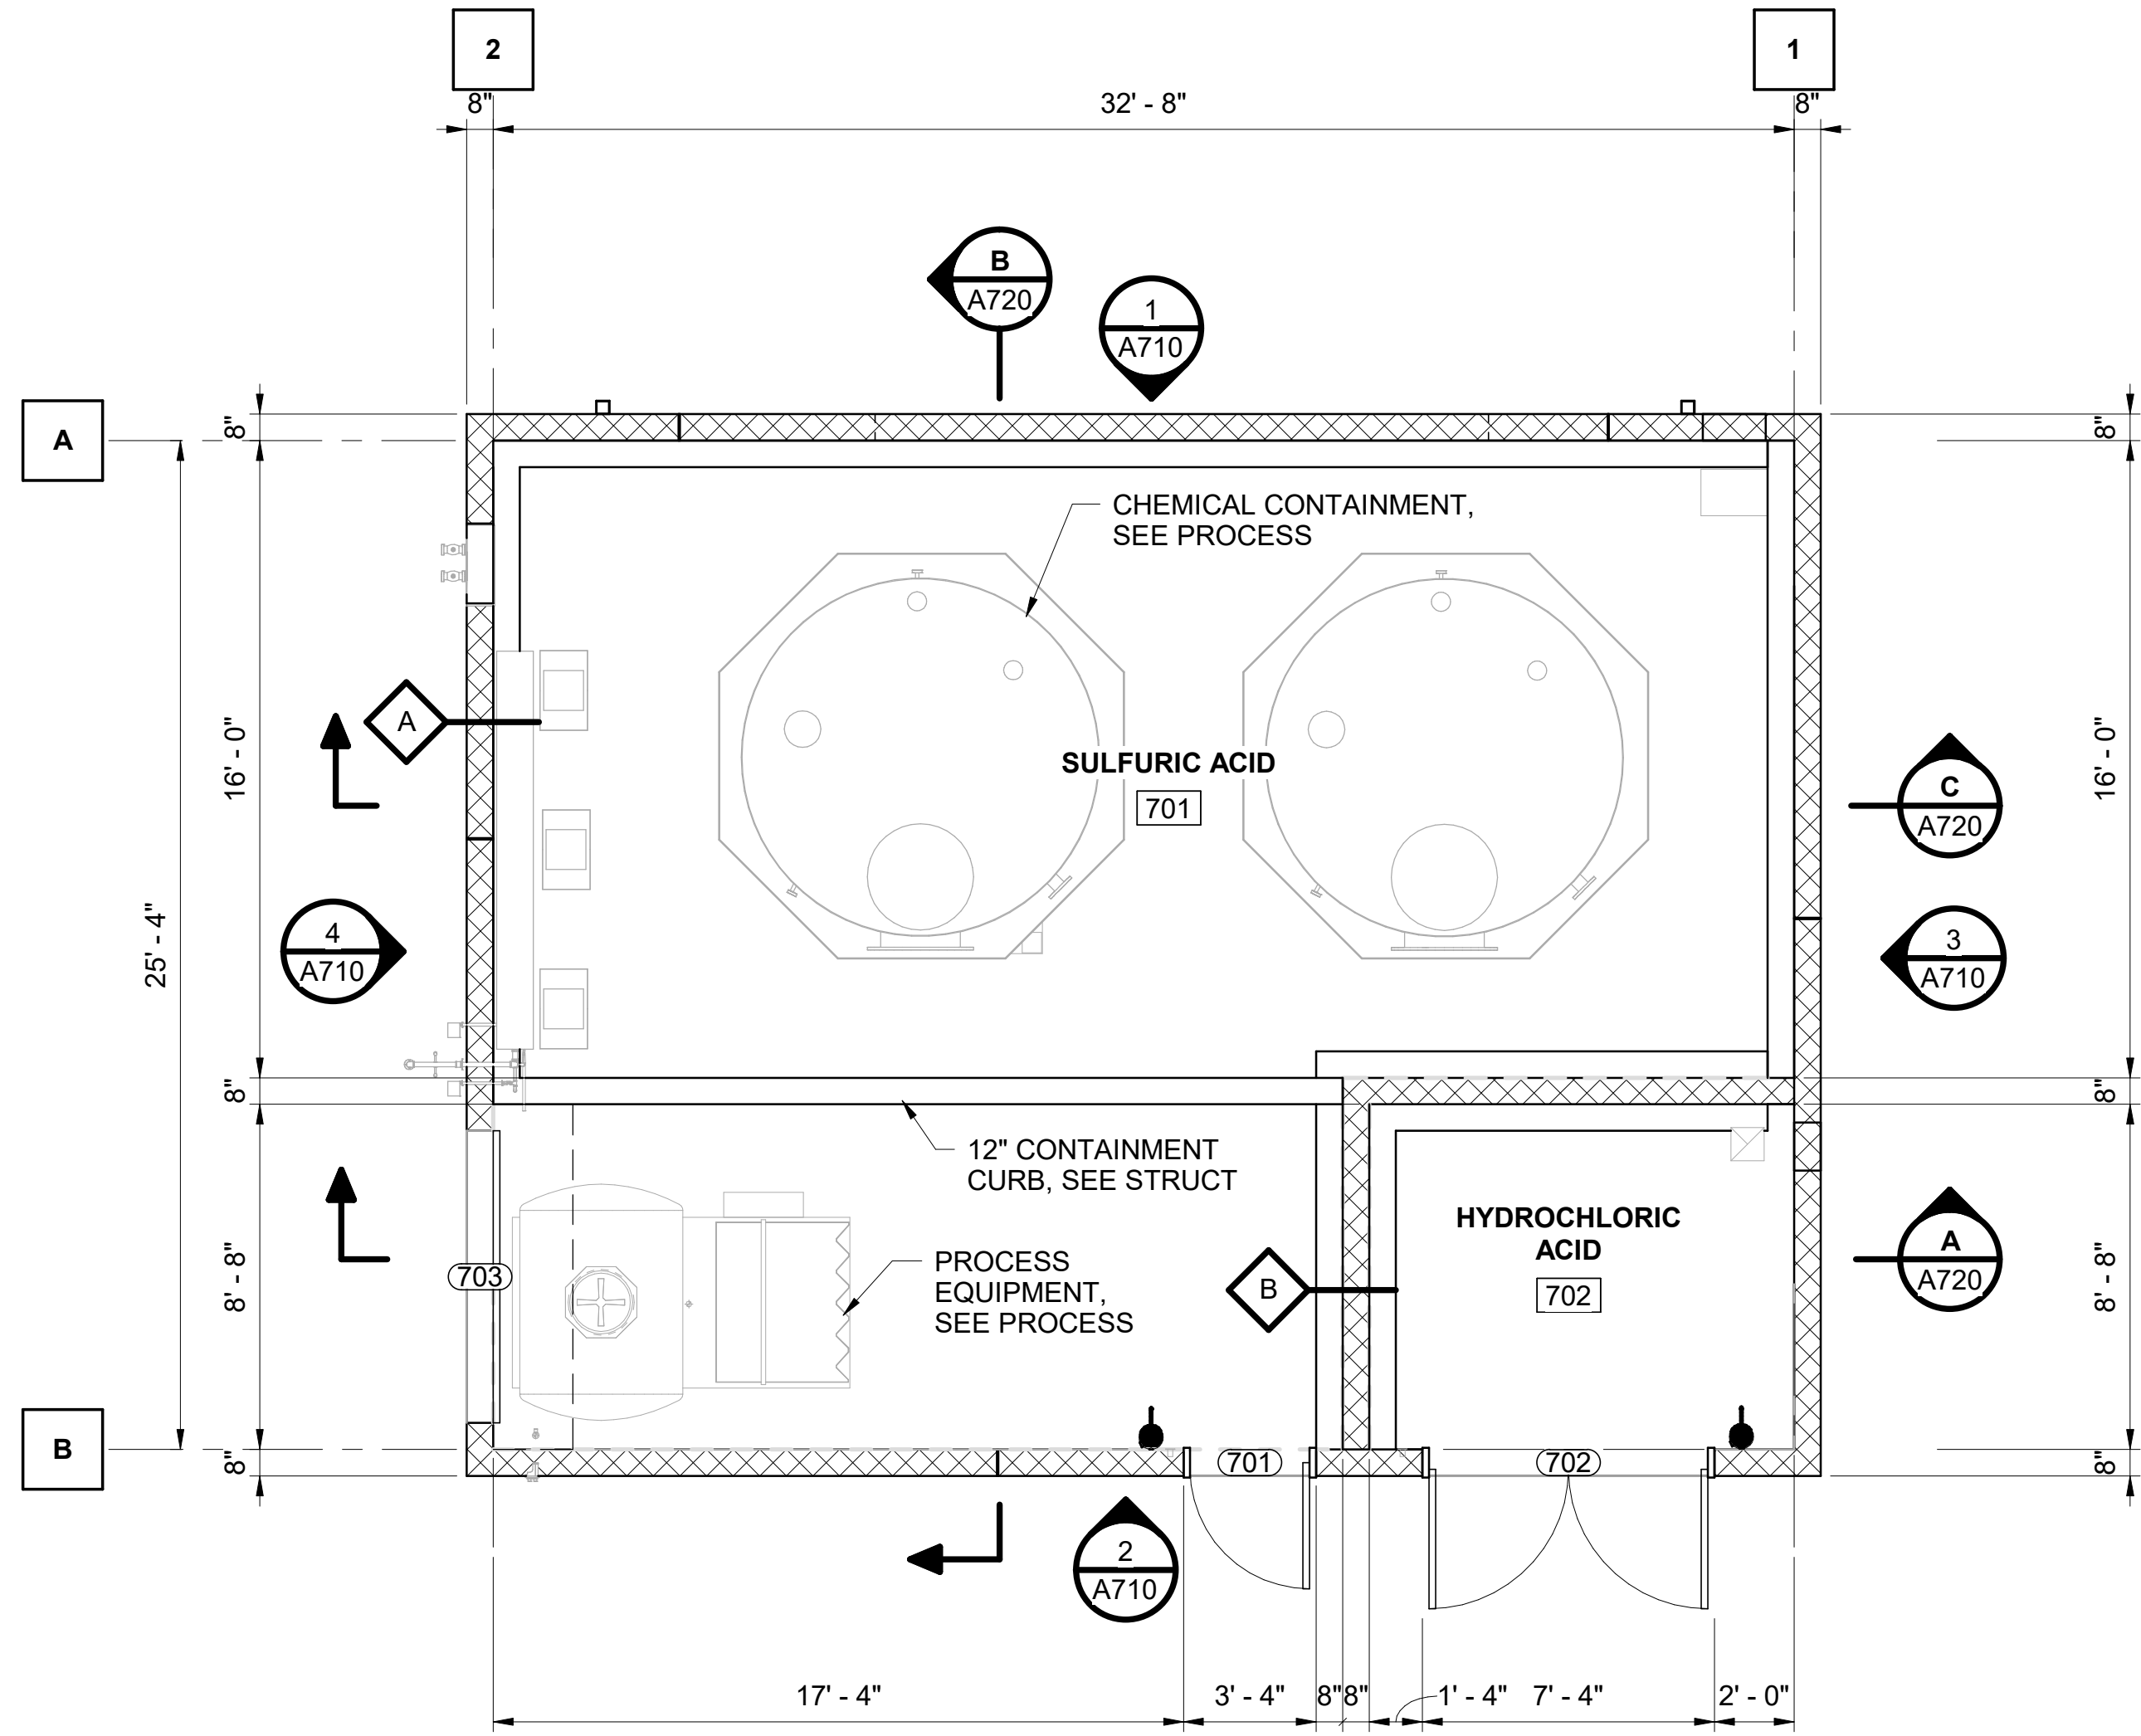 2
1
8"
32' - 8"
8"
B
A720
1
A710
A
8"
8"
CHEMICAL CONTAINMENT,
SEE PROCESS
A
16' - 0"
16' - 0"
SULFURIC ACID
701
C
A720
25' - 4"
4
A710
3
A710
8"
8"
12" CONTAINMENT
CURB, SEE STRUCT
HYDROCHLORIC
ACID
702
703
8' - 8"
PROCESS
EQUIPMENT,
SEE PROCESS
B
A
A720
8' - 8"
B
8"
701
702
8"
2
A710
17' - 4"
3' - 4"
8"
8"
1' - 4"
7' - 4"
2' - 0"